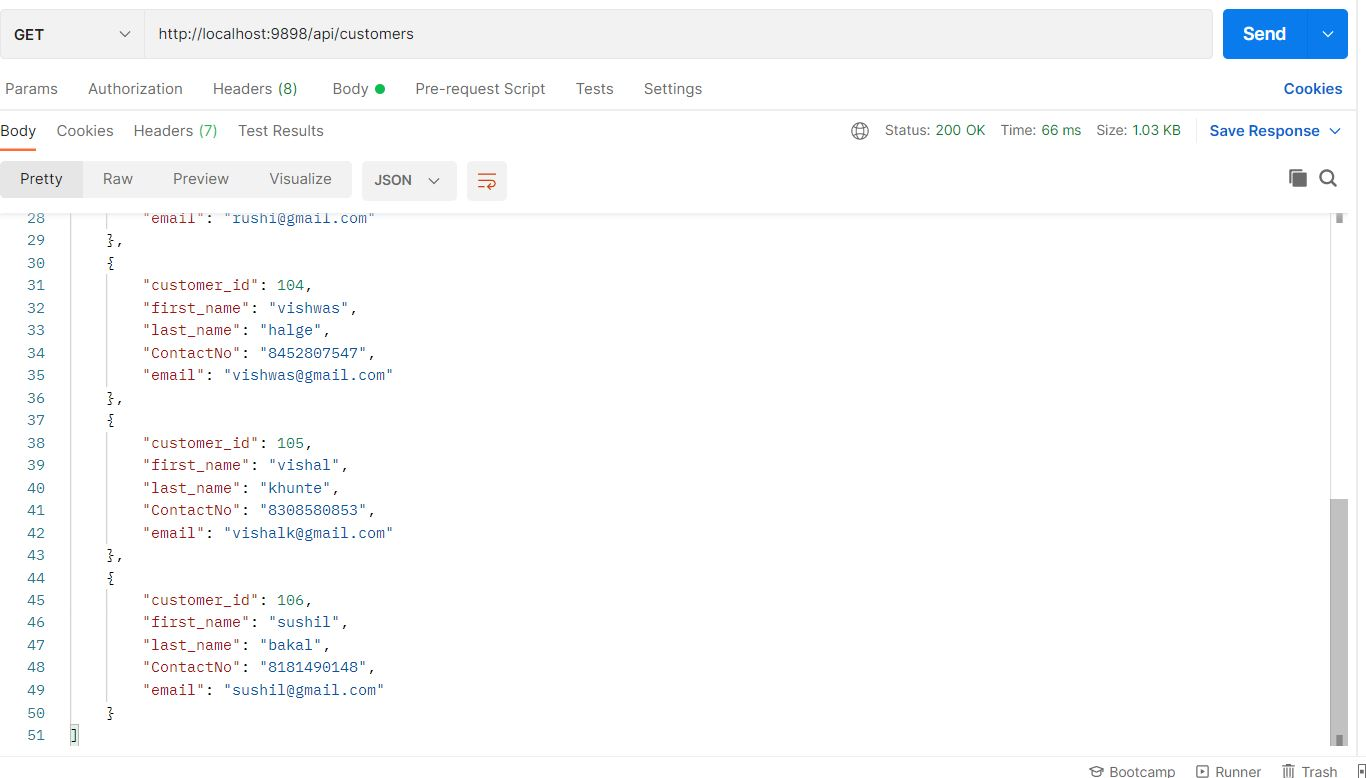 GET http://localhost:9898/api/customers Send
Params Authorization Headers (8) Body Pre-request Script Tests Settings Cookies
Body Cookies Headers (7) Test Results Status: 200 OK Time: 66 ms Size: 1.03 KB Save Response
Pretty Raw Preview Visualize JSON
28 "email": "rushi@gmail.com"
29 },
30 {
31 "customer_id": 104,
32 "first_name": "vishwas",
33 "last_name": "halge",
34 "ContactNo": "8452807547",
35 "email": "vishwas@gmail.com"
36 },
37 {
38 "customer_id": 105,
39 "first_name": "vishal",
40 "last_name": "khunte",
41 "ContactNo": "8308580853",
42 "email": "vishalk@gmail.com"
43 },
44 {
45 "customer_id": 106,
46 "first_name": "sushil",
47 "last_name": "bakal",
48 "ContactNo": "8181490148",
49 "email": "sushil@gmail.com"
50 }
51 ]
Bootcamp Runner Trash